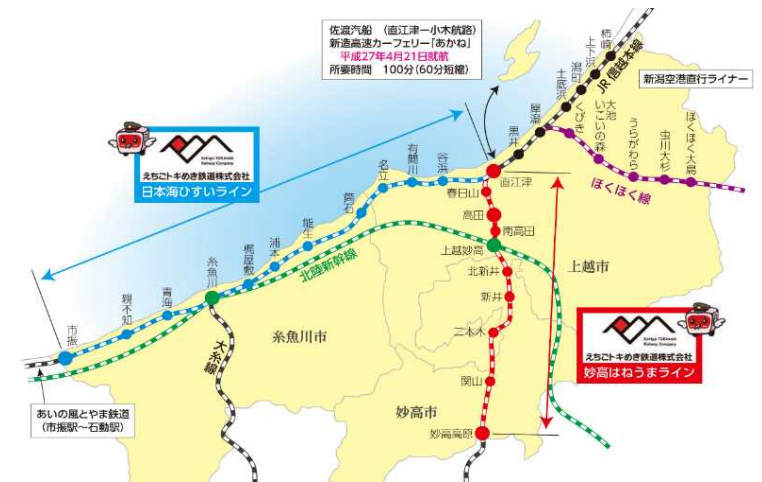 佐渡汽船 （直江津ー小木航路）
新造高速カーフェリー「あかね」
平成27年4月21日就航
所要時間 100分(60分短縮)
新潟空港直行ライナー
JR 信越本線
柿崎
上下浜
潟町
土底浜
くびき
犀潟
黒井
直江津
大池いこいの森
うらがわら
虫川大杉
ほくほく大島
ほくほく線
えちごトキめき鉄道株式会社
日本海ひすいライン
谷浜
有間川
名立
筒石
能生
浦本
梶屋敷
糸魚川
青海
親不知
市振
北陸新幹線
春日山
高田
南高田
上越妙高
北新井
新井
二本木
関山
妙高高原
上越市
糸魚川市
妙高市
大糸線
Echigo TOKImeki
Railway Company
えちごトキめき鉄道株式会社
妙高はねうまライン
あいの風とやま鉄道
（市振駅～石動駅）